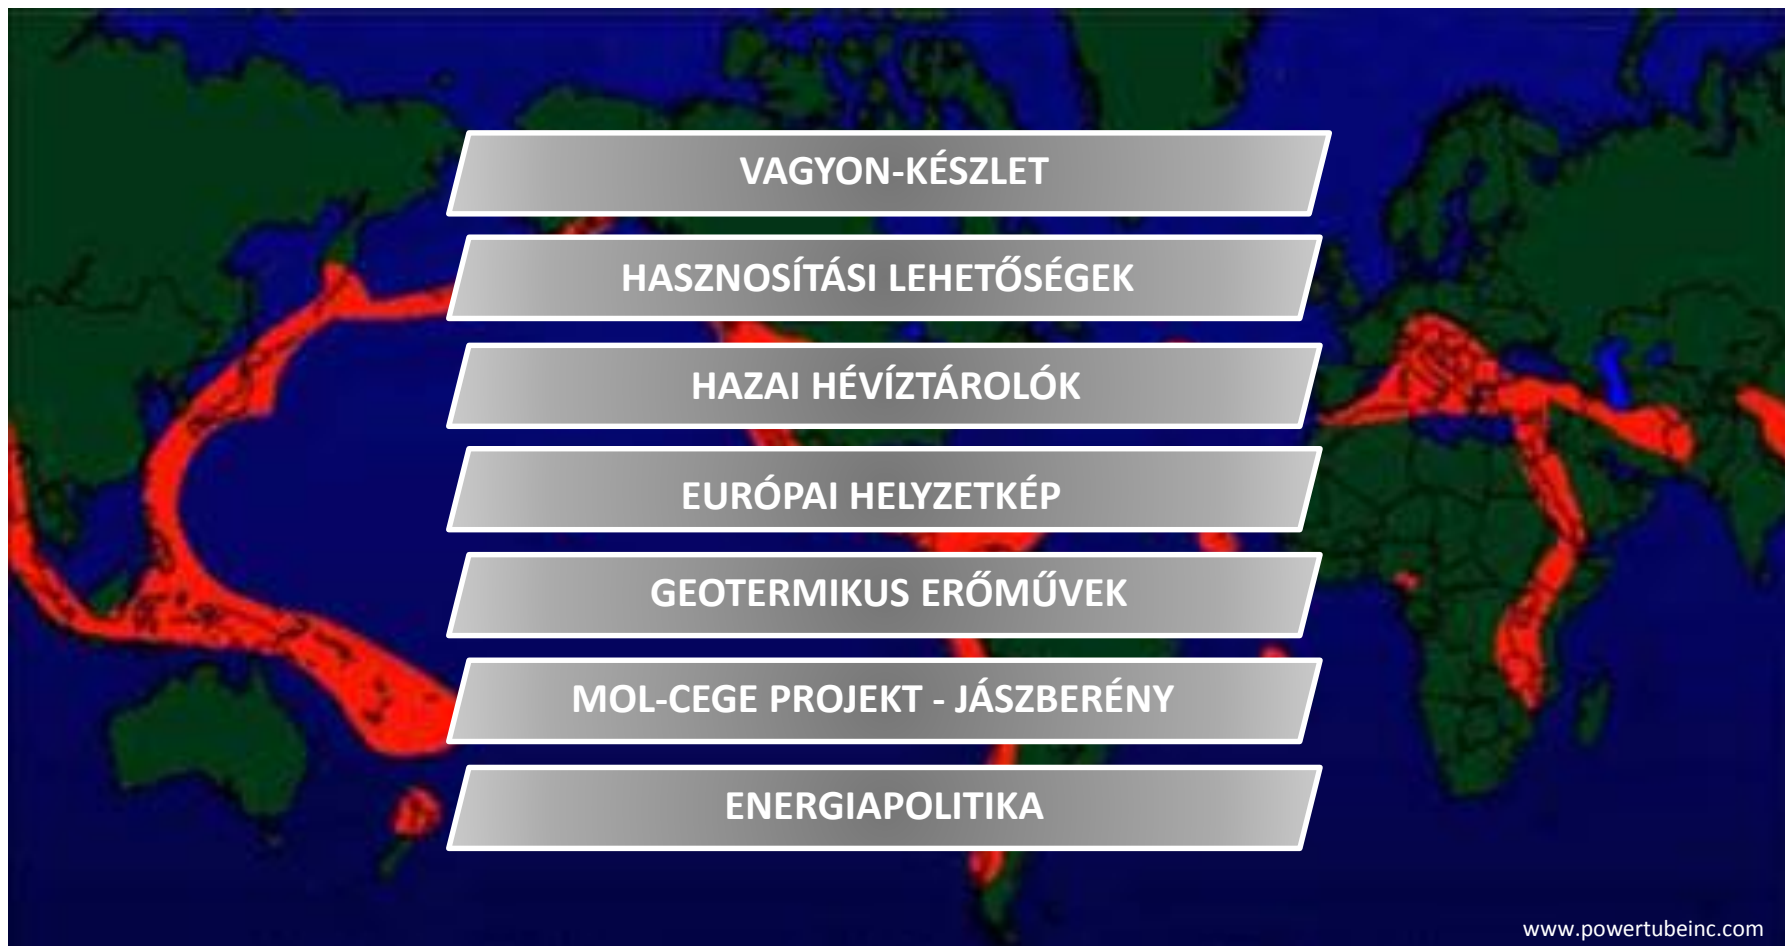 VAGYON-KÉSZLET
HASZNOSÍTÁSI LEHETŐSÉGEK
HAZAI HÉVÍZTÁROLÓK
EURÓPAI HELYZETKÉP
GEOTERMIKUS ERŐMŰVEK
MOL-CEGE PROJEKT - JÁSZBERÉNY
ENERGIAPOLITIKA
www.powertubeinc.com